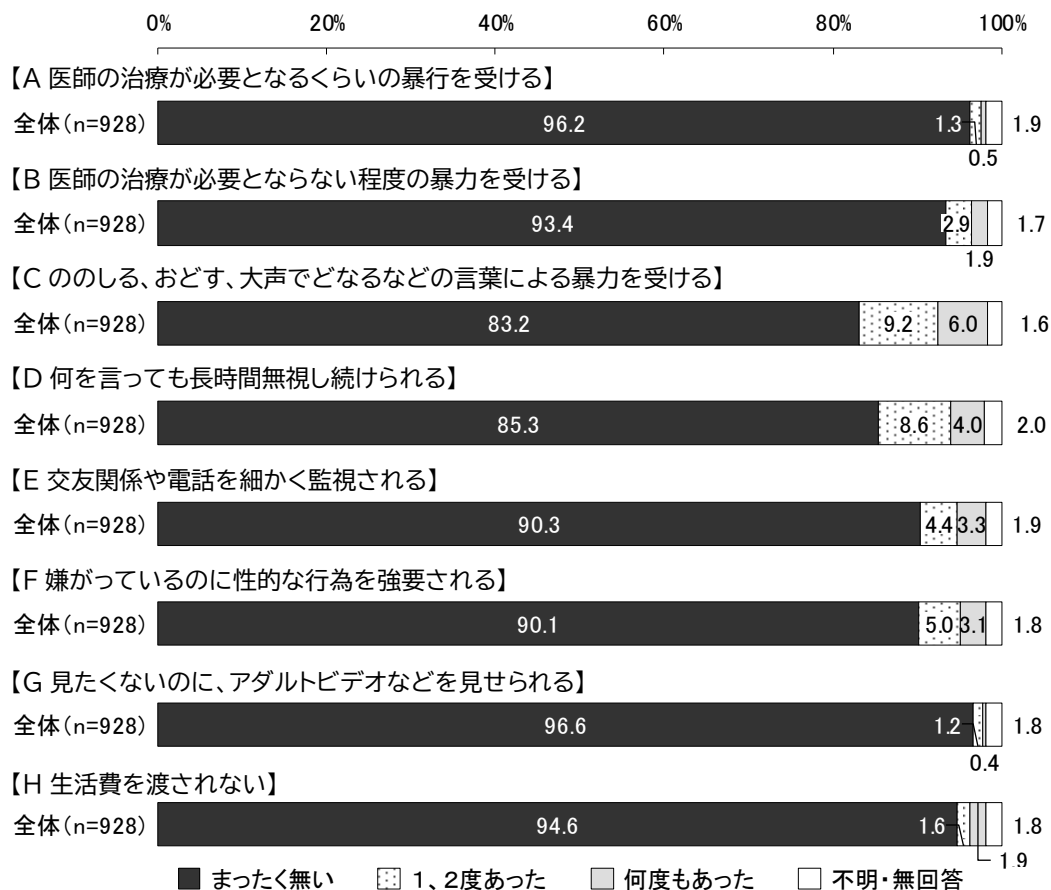 0% 20% 40% 60% 80% 100%
【A 医師の治療が必要となるくらいの暴行を受ける】
全体(n=928) 96.2 1.3 1.9
0.5
【B 医師の治療が必要とならない程度の暴力を受ける】
全体(n=928) 93.4 2.9 1.7
1.9
【C ののしる、おどす、大声でどなるなどの言葉による暴力を受ける】
全体(n=928) 83.2 9.2 6.0 1.6
【D 何を言っても長時間無視し続けられる】
全体(n=928) 85.3 8.6 4.0 2.0
【E 交友関係や電話を細かく監視される】
全体(n=928) 90.3 4.4 3.3 1.9
【F 嫌がっているのに性的な行為を強要される】
全体(n=928) 90.1 5.0 3.1 1.8
【G 見たくないのに、アダルトビデオなどを見せられる】
全体(n=928) 96.6 1.2 1.8
0.4
【H 生活費を渡されない】
全体(n=928) 94.6 1.6 1.8
1.9
まったく無い 1、2度あった 何度もあった 不明・無回答